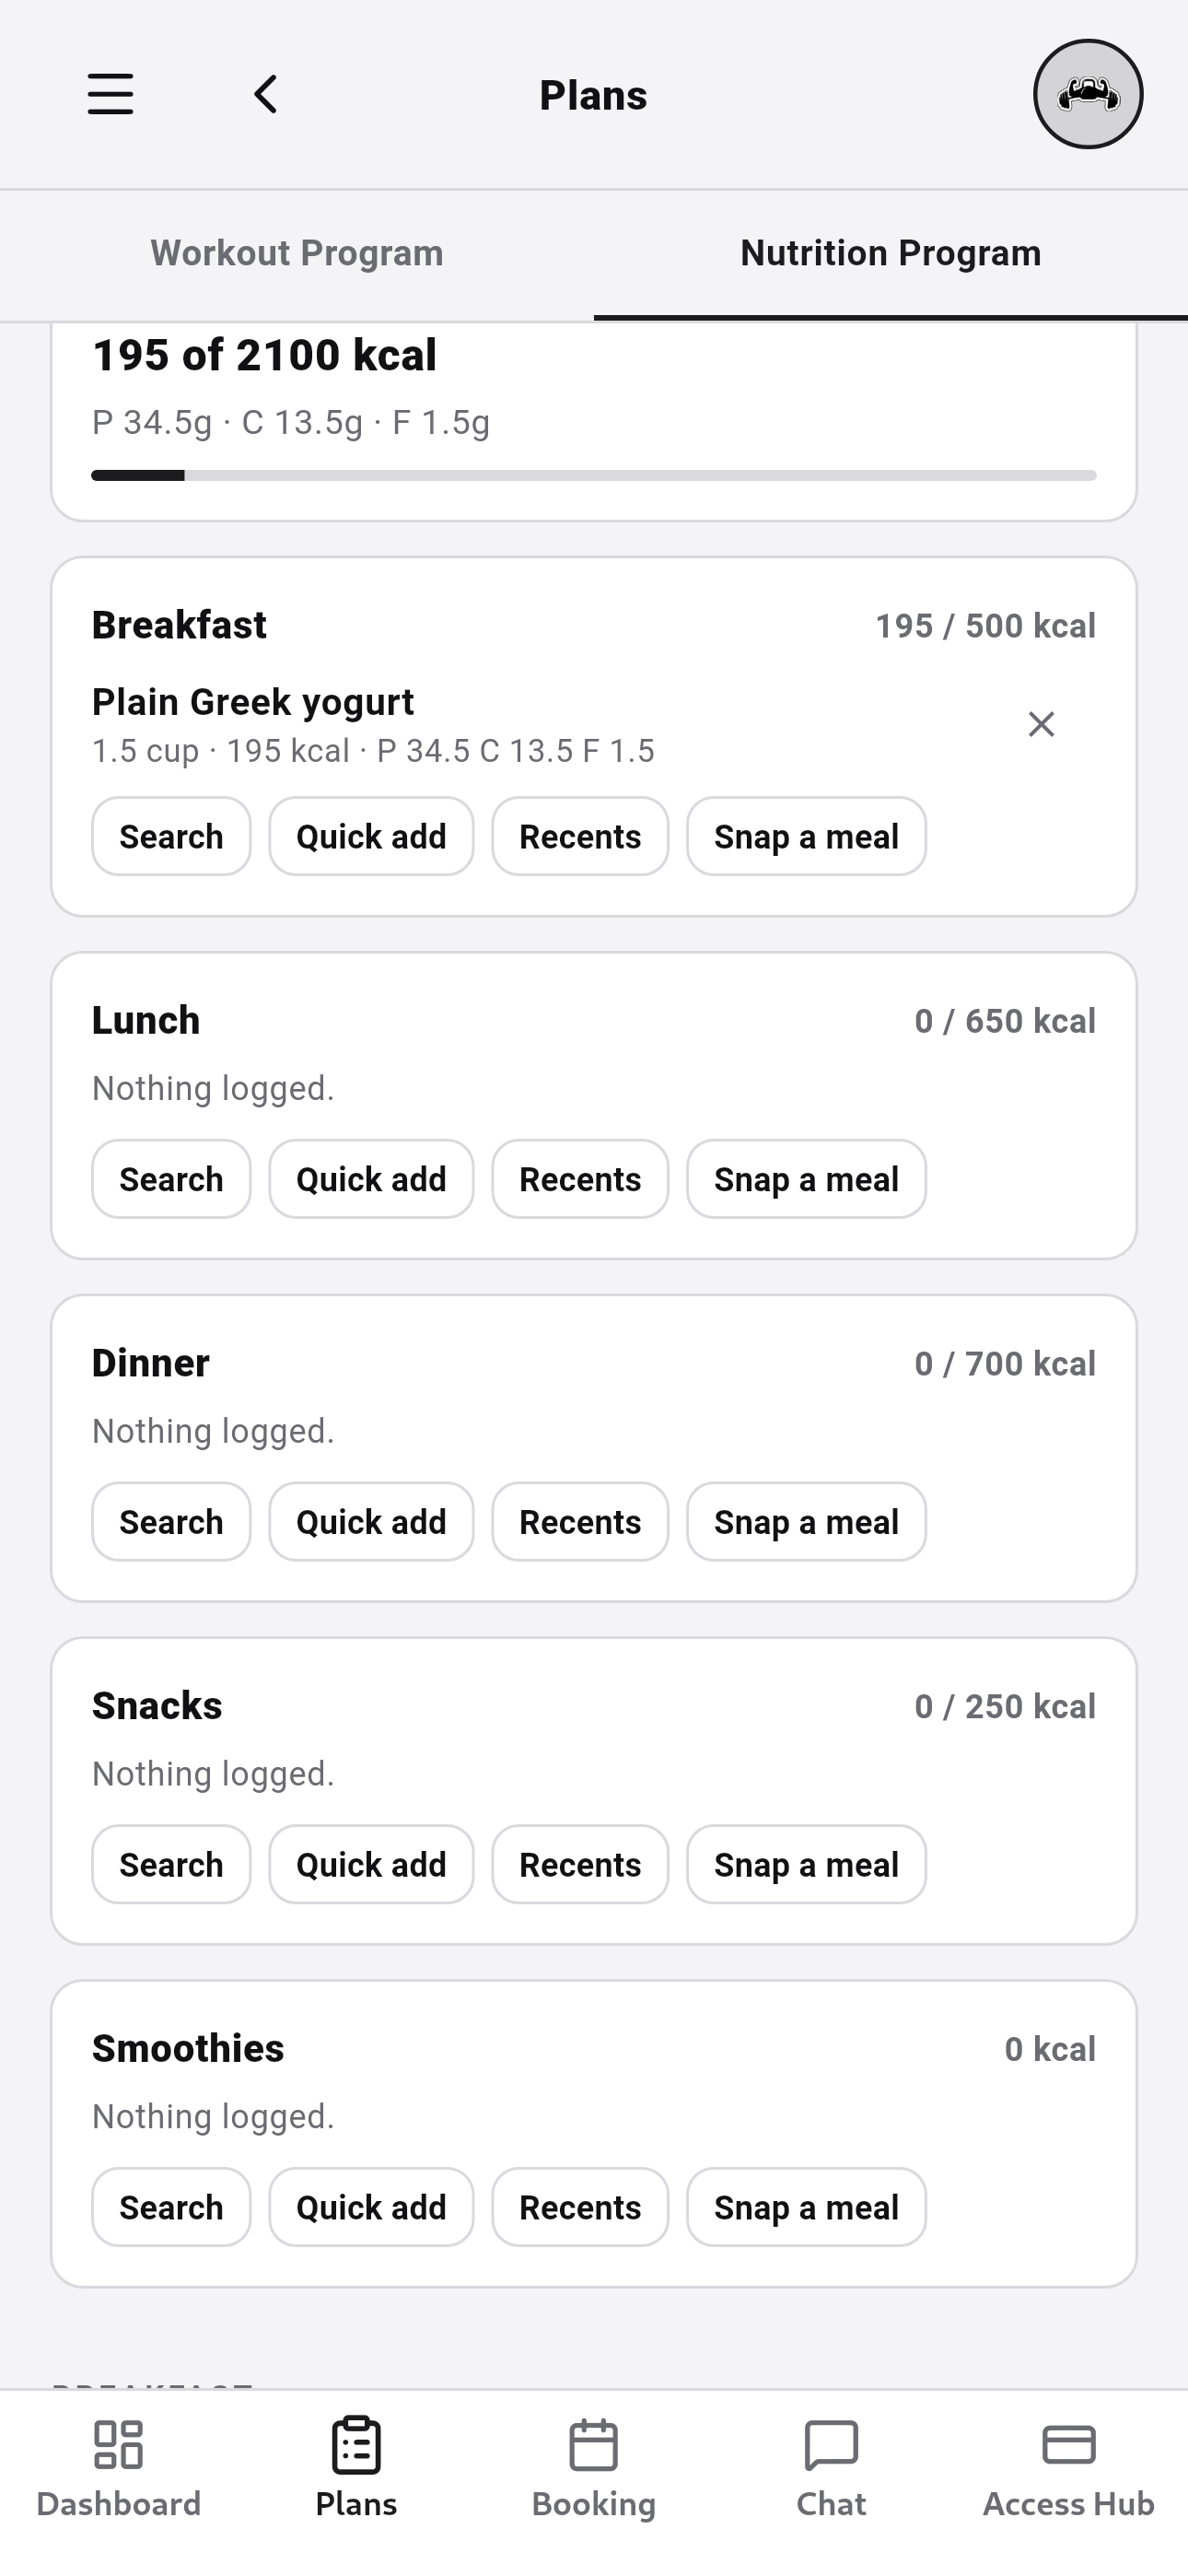 Plans
Workout Program
Nutrition Program
195 of 2100 kcal
P 34.5g · C 13.5g · F 1.5g
Breakfast
195 / 500 kcal
Plain Greek yogurt
1.5 cup · 195 kcal · P 34.5 C 13.5 F 1.5
Search
Quick add
Recents
Snap a meal
Lunch
0 / 650 kcal
Nothing logged.
Search
Quick add
Recents
Snap a meal
Dinner
0 / 700 kcal
Nothing logged.
Search
Quick add
Recents
Snap a meal
Snacks
0 / 250 kcal
Nothing logged.
Search
Quick add
Recents
Snap a meal
Smoothies
0 kcal
Nothing logged.
Search
Quick add
Recents
Snap a meal
Dashboard
Plans
Booking
Chat
Access Hub